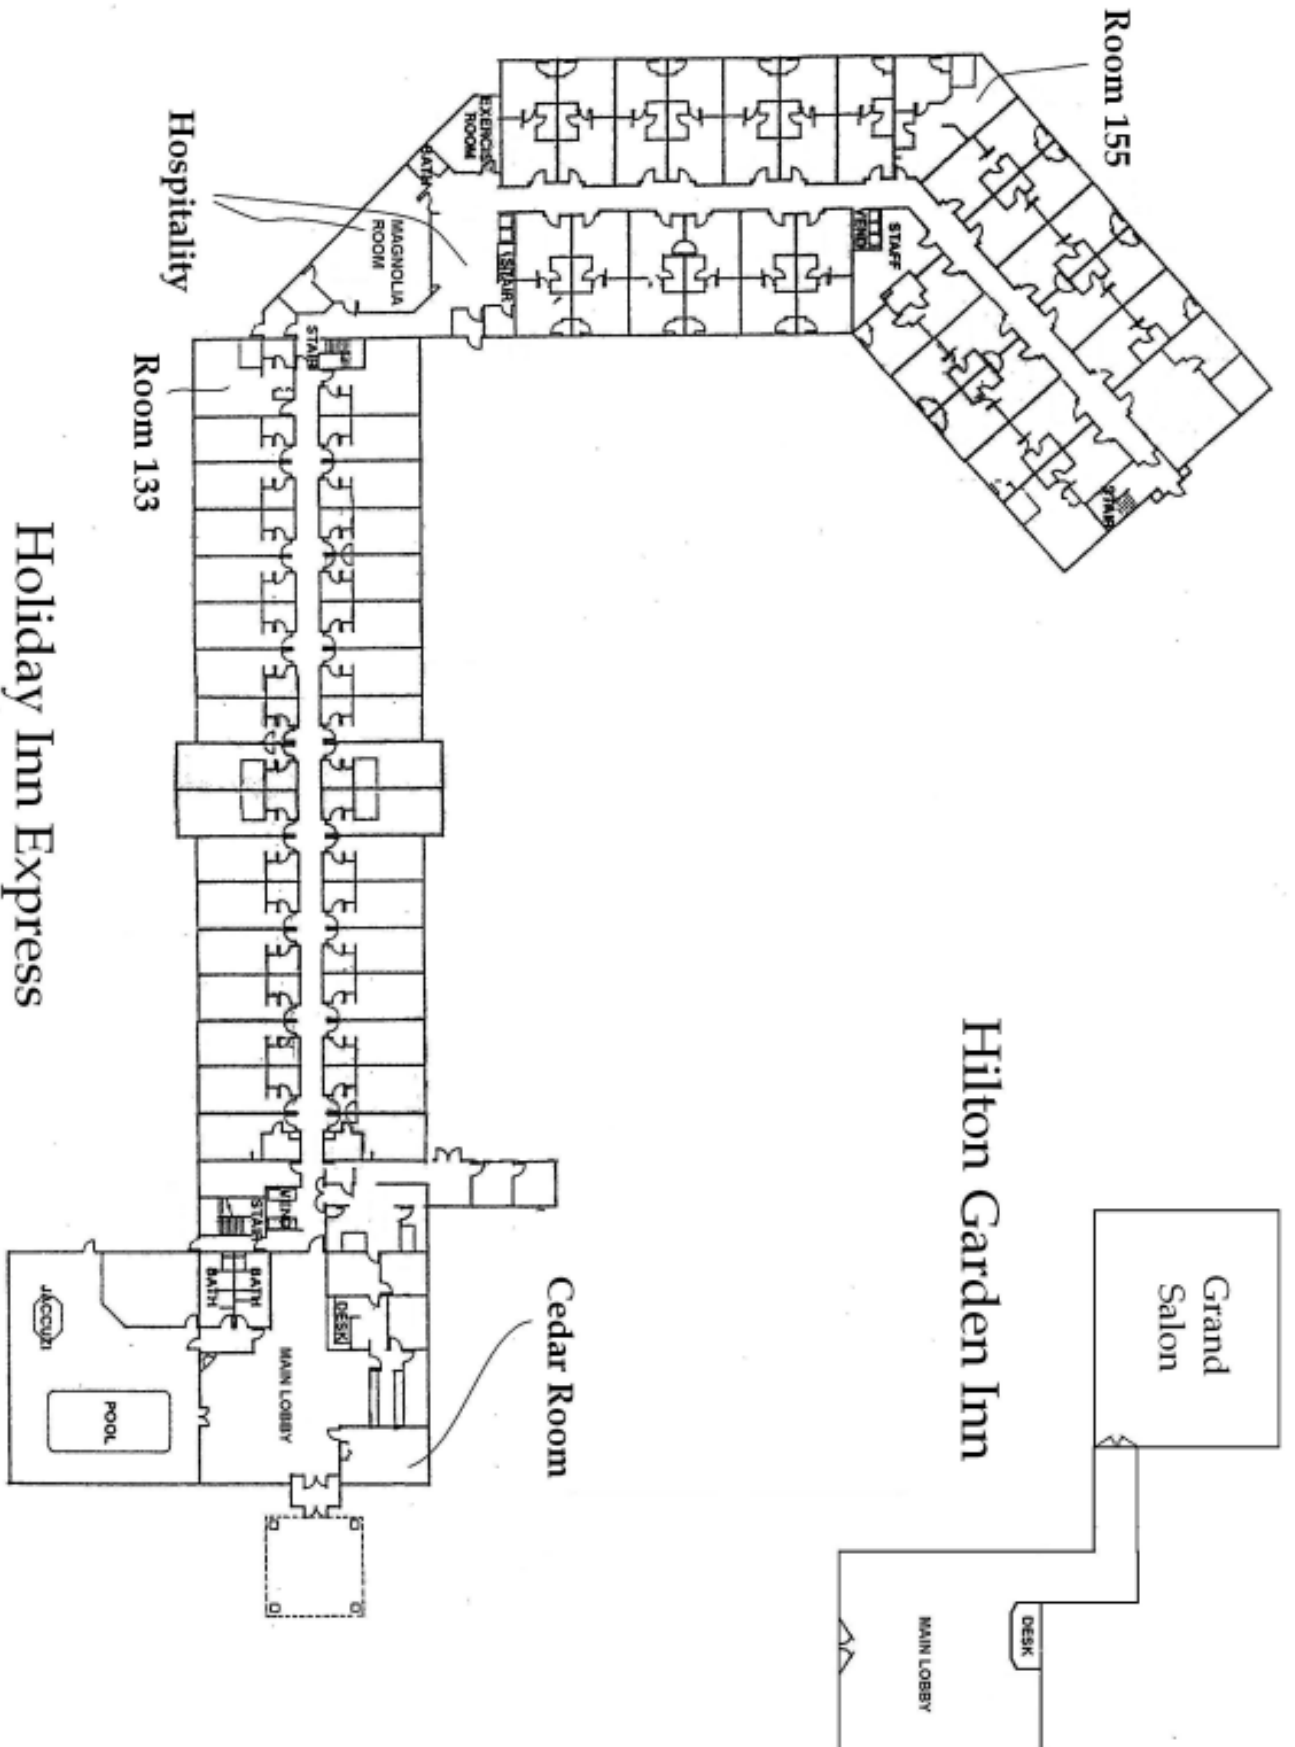 Room 155
EXERCIS
ROOM
BATH
Hospitality
MAGNOLIA
ROOM
STAIR
VEND
STAFF
STAIR
STAIR
Room 133
Holiday Inn Express
Hilton Garden Inn
Grand
Salon
VEND
STAIR
BATH
BATH
DESK
JACCUZI
POOL
MAIN LOBBY
Cedar Room
DESK
MAIN LOBBY